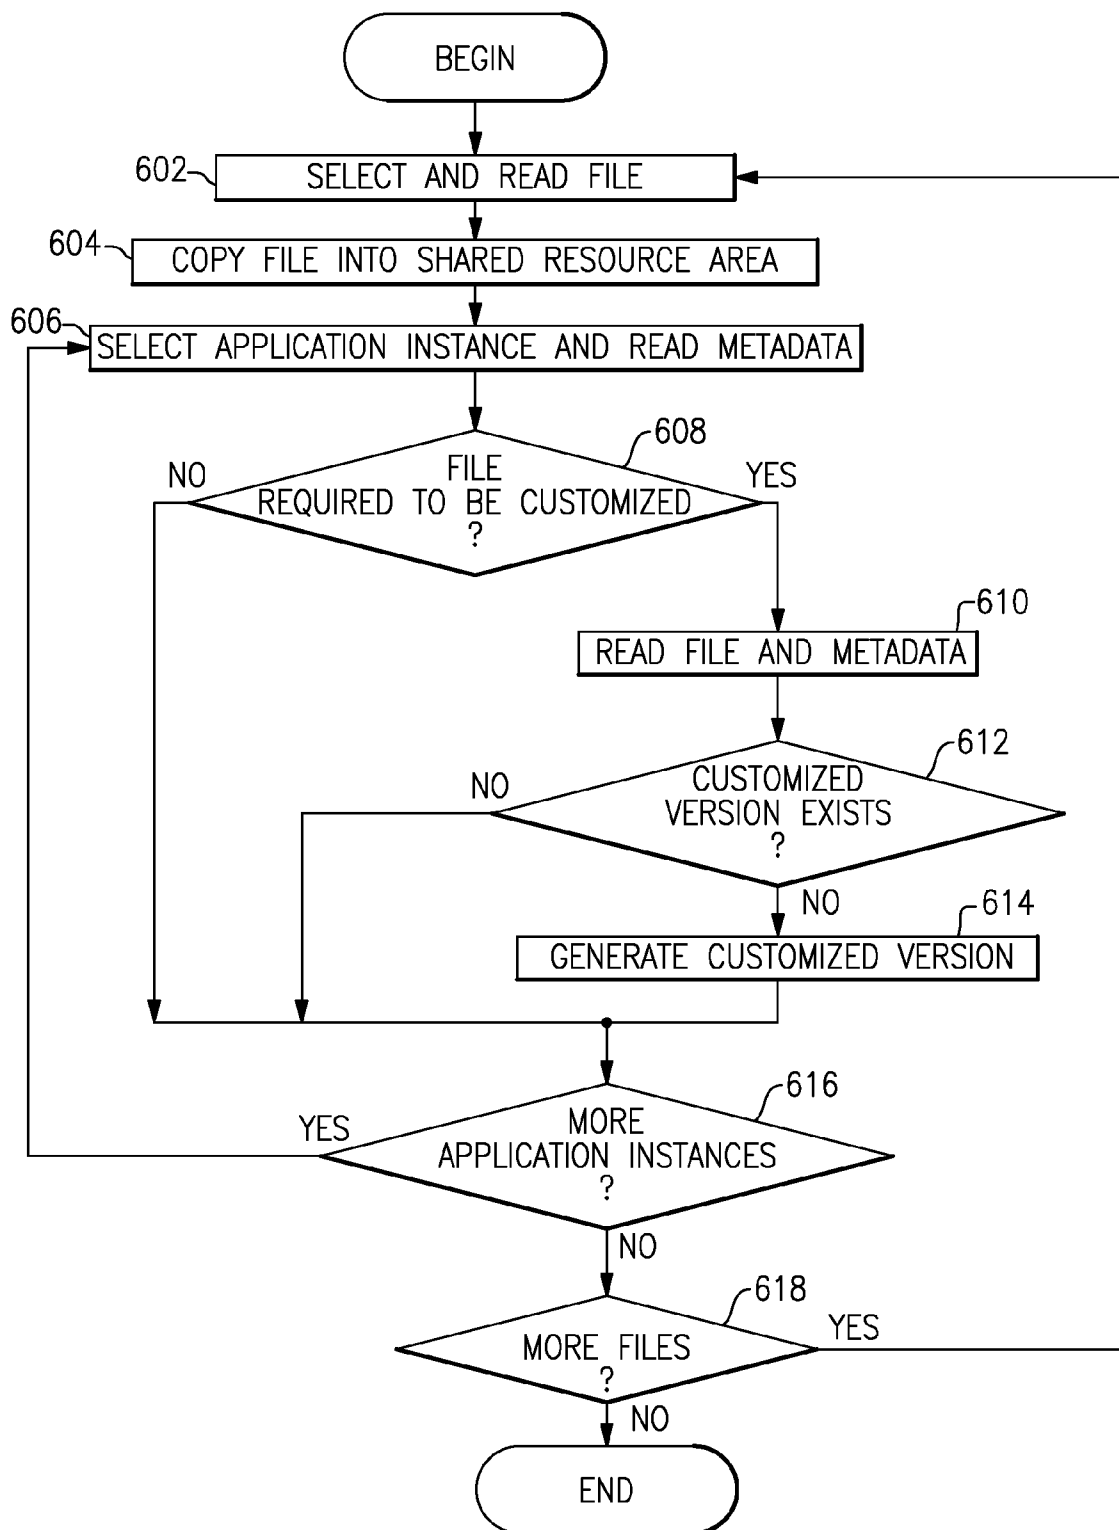 BEGIN
602
SELECT AND READ FILE
604
COPY FILE INTO SHARED RESOURCE AREA
606
SELECT APPLICATION INSTANCE AND READ METADATA
608
NO
FILE
YES
REQUIRED TO BE CUSTOMIZED
?
610
READ FILE AND METADATA
612
NO
CUSTOMIZED
VERSION EXISTS
?
NO
614
GENERATE CUSTOMIZED VERSION
616
YES
MORE
APPLICATION INSTANCES
?
NO
618
YES
MORE FILES
?
NO
END